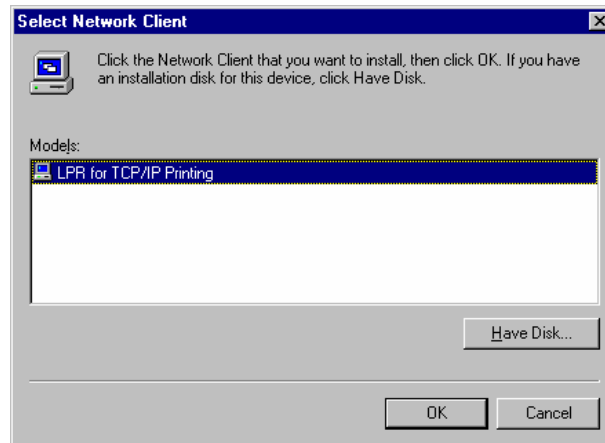 Select Network Client
Click the Network Client that you want to install, then click OK. If you have
an installation disk for this device, click Have Disk.
Models:
LPR for TCP/IP Printing
Have Disk...
OK
Cancel